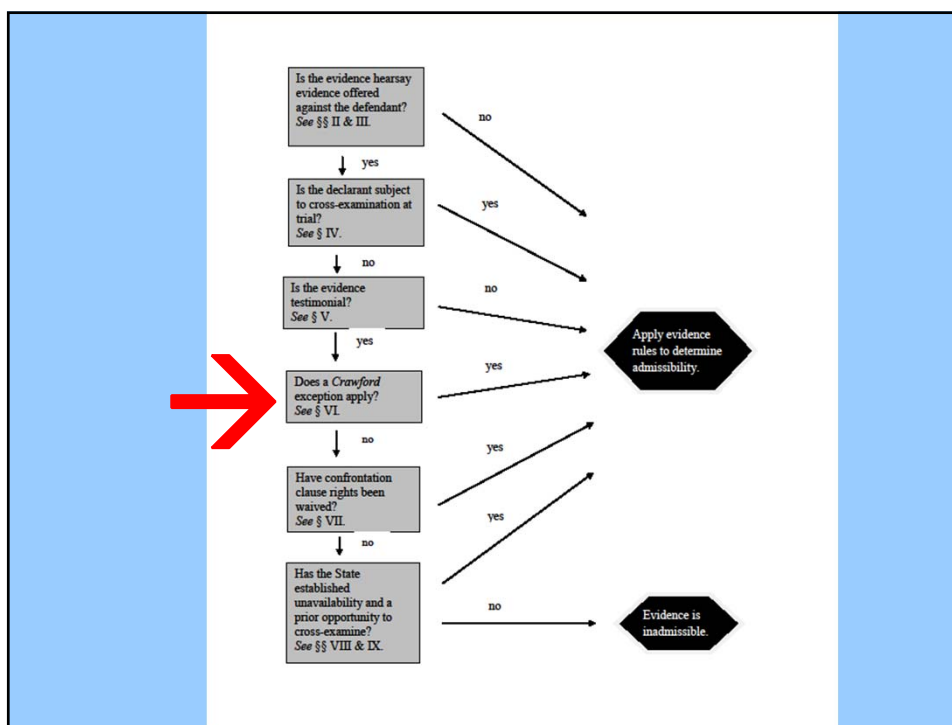 Is the evidence hearsay
evidence offered
against the defendant?
See §§ II & III.
no
yes
Is the declarant subject
to cross-examination at
trial?
See § IV.
yes
no
Is the evidence
testimonial?
See § V.
no
yes
Does a Crawford
exception apply?
See § VI.
yes
no
Apply evidence
rules to determine
admissibility.
Have confrontation
clause rights been
waived?
See § VII.
yes
no
Has the State
established
unavailability and a
prior opportunity to
cross-examine?
See §§ VIII & IX.
yes
no
Evidence is
inadmissible.